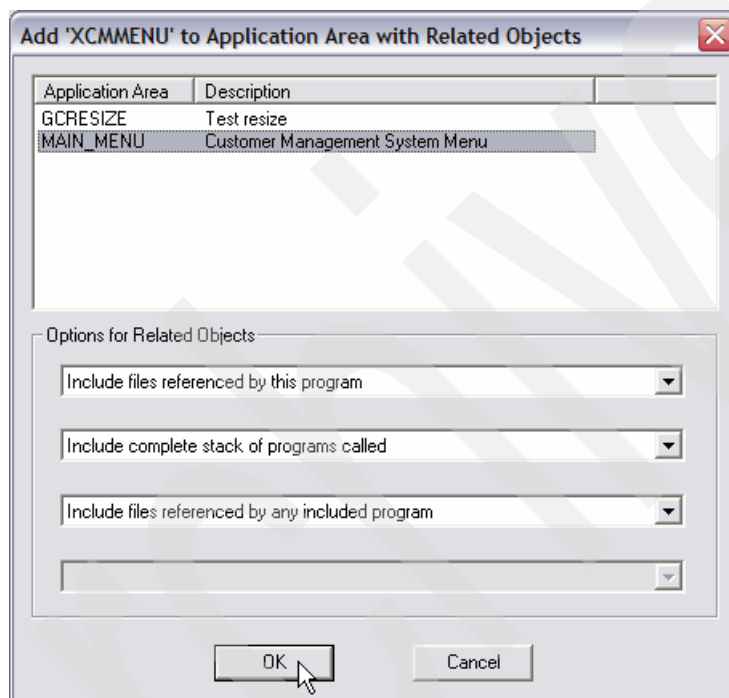 Add 'XCMMENU' to Application Area with Related Objects
Application Area Description
GCRESIZE Test resize
MAIN_MENU Customer Management System Menu
Options for Related Objects
Include files referenced by this program
Include complete stack of programs called
Include files referenced by any included program
OK Cancel